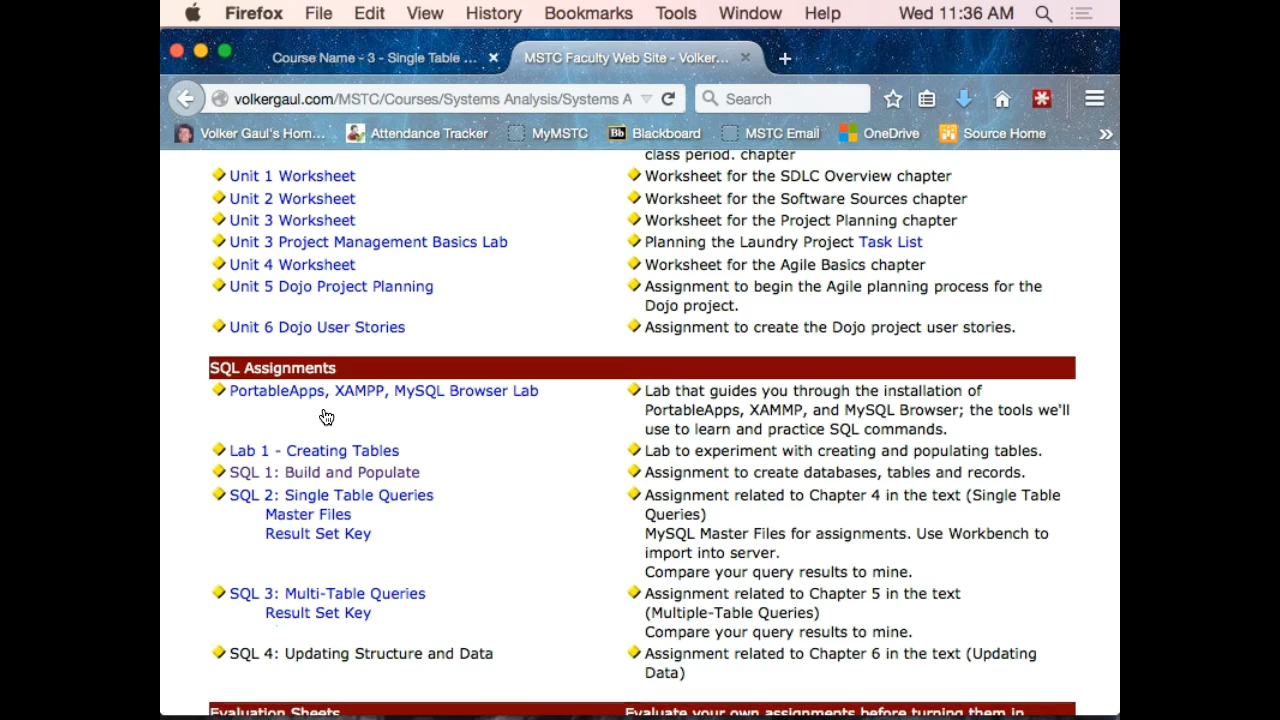 Firefox File Edit View History Bookmarks Tools Window Help Wed 11:36 AM
Course Name - 3 - Single Table ... MSTC Faculty Web Site - Volker...
volkergaul.com/MSTC/Courses/Systems Analysis/Systems A Search
Volker Gaul's Hom... Attendance Tracker MyMSTC Bb Blackboard MSTC Email OneDrive Source Home »
class period. chapter
Unit 1 Worksheet Worksheet for the SDLC Overview chapter
Unit 2 Worksheet Worksheet for the Software Sources chapter
Unit 3 Worksheet Worksheet for the Project Planning chapter
Unit 3 Project Management Basics Lab Planning the Laundry Project Task List
Unit 4 Worksheet Worksheet for the Agile Basics chapter
Unit 5 Dojo Project Planning Assignment to begin the Agile planning process for the
Dojo project.
Unit 6 Dojo User Stories Assignment to create the Dojo project user stories.
SQL Assignments
PortableApps, XAMPP, MySQL Browser Lab Lab that guides you through the installation of
PortableApps, XAMMP, and MySQL Browser; the tools we'll
use to learn and practice SQL commands.
Lab 1 - Creating Tables Lab to experiment with creating and populating tables.
SQL 1: Build and Populate Assignment to create databases, tables and records.
SQL 2: Single Table Queries Assignment related to Chapter 4 in the text (Single Table
Master Files Queries)
Result Set Key MySQL Master Files for assignments. Use Workbench to
import into server.
Compare your query results to mine.
SQL 3: Multi-Table Queries Assignment related to Chapter 5 in the text
Result Set Key (Multiple-Table Queries)
Compare your query results to mine.
SQL 4: Updating Structure and Data Assignment related to Chapter 6 in the text (Updating
Data)
Evaluation Sheets Evaluate your own assignments before turning them in